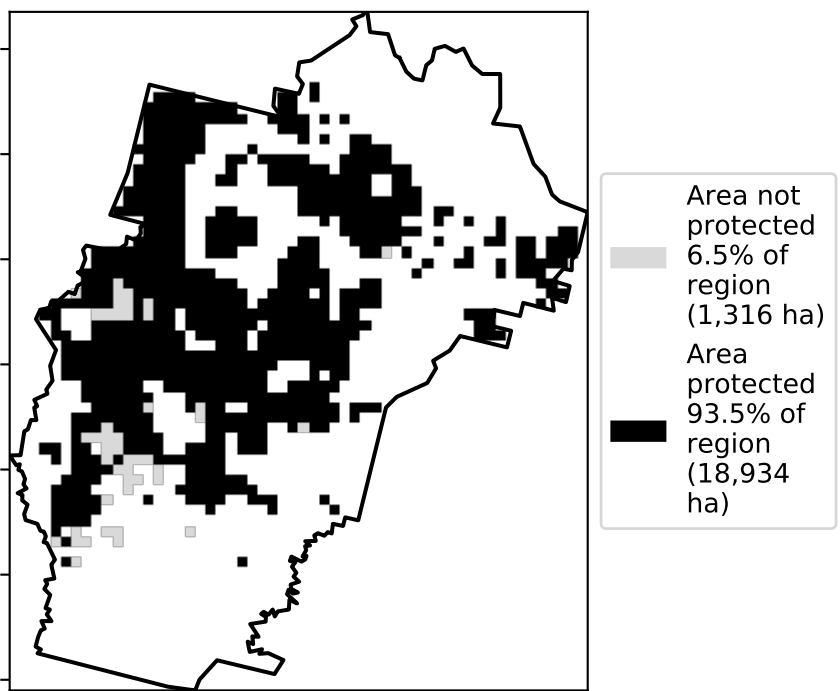 Area not
protected
6.5% of
region
(1,316 ha)
Area
protected
93.5% of
region
(18,934
ha)